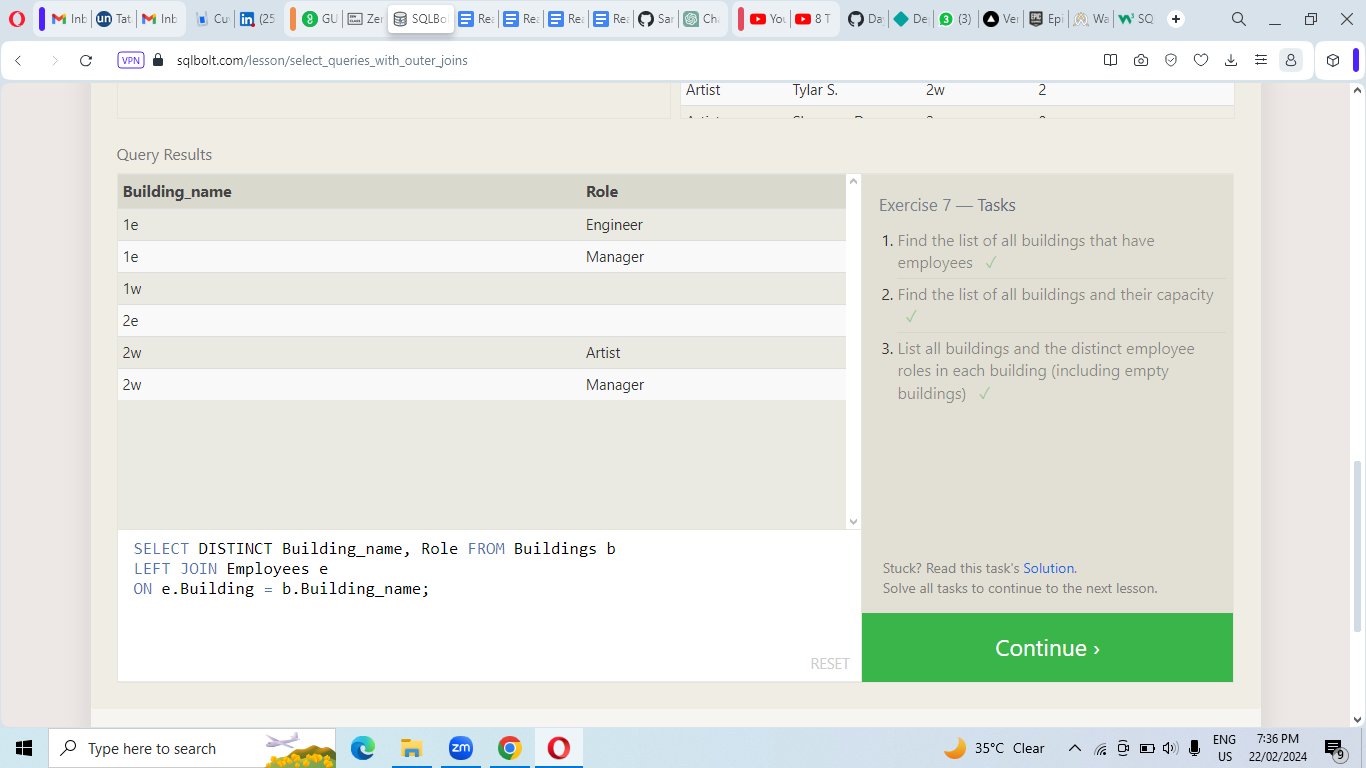 Inb
Tat
Inb
Cu
(25
GU
Zer
SQLBo
Rea
Rea
Rea
Rea
Sar
Ch
You
8 T
Da
De
(3)
Ver
Epi
Wa
SQ
VPN
sqlbolt.com/lesson/select_queries_with_outer_joins
Artist Tylar S. 2w 2
Query Results
Building_name Role
1e Engineer
1e Manager
1w
2e
2w Artist
2w Manager
SELECT DISTINCT Building_name, Role FROM Buildings b
LEFT JOIN Employees e
ON e.Building = b.Building_name;
RESET
Exercise 7 — Tasks
1. Find the list of all buildings that have
employees ✓
2. Find the list of all buildings and their capacity
✓
3. List all buildings and the distinct employee
roles in each building (including empty
buildings) ✓
Stuck? Read this task's Solution.
Solve all tasks to continue to the next lesson.
Continue ›
Type here to search
zm
35°C Clear
ENG
US
7:36 PM
22/02/2024
9